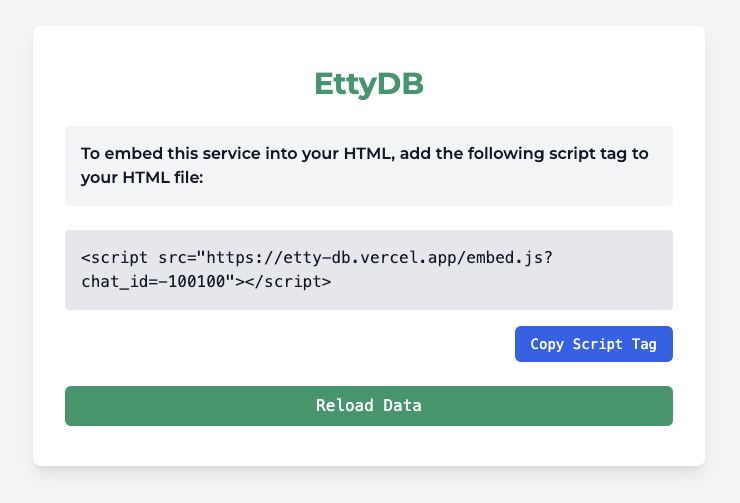 EttyDB
To embed this service into your HTML, add the following script tag to
your HTML file:
<script src="https://etty-db.vercel.app/embed.js?
chat_id=-100100"></script>
Copy Script Tag
Reload Data